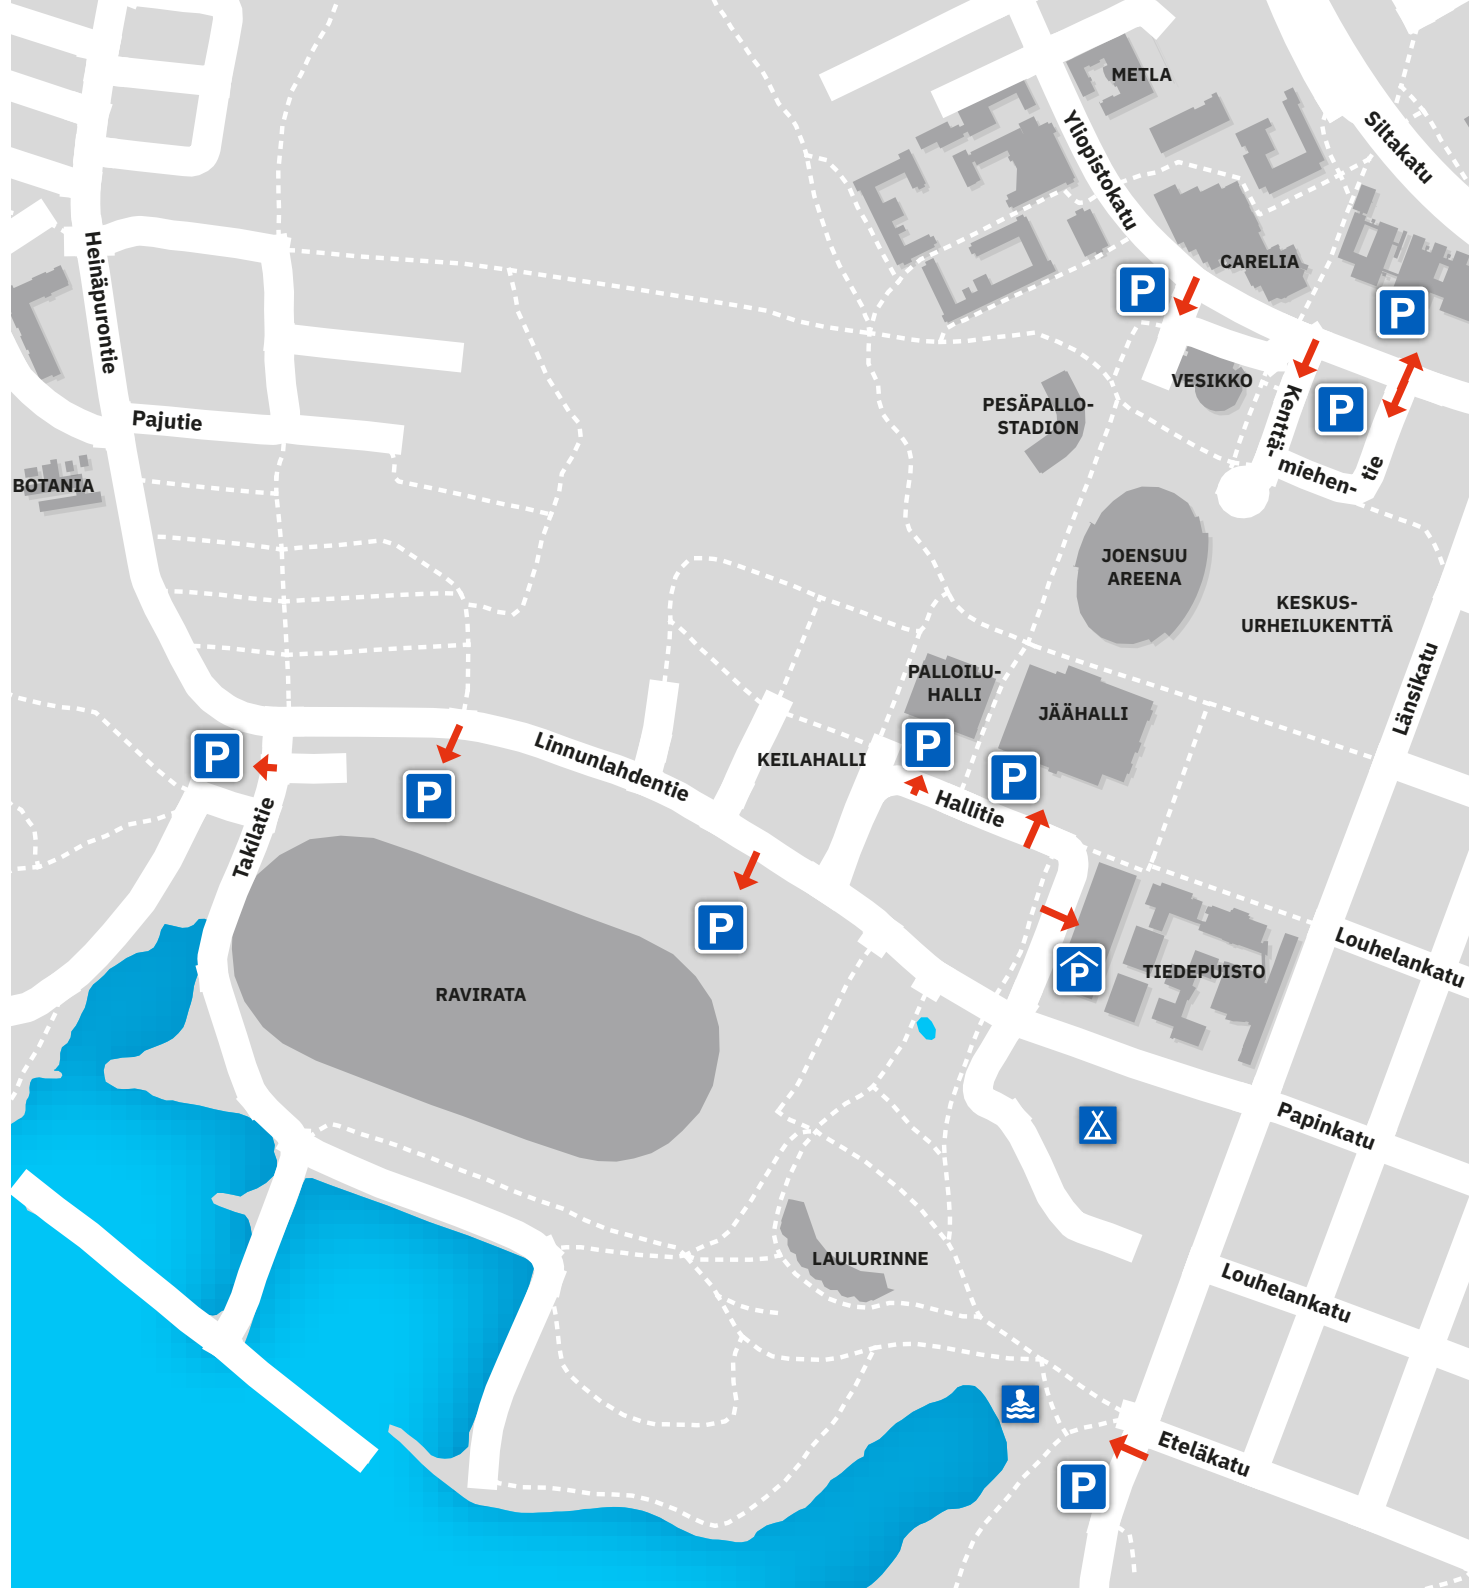 METLA
Siltakatu
Yliopistokatu
CARELIA
Heinäpurontie
P
P
VESIKKO
PESÄPALLO-
STADION
P
Kenttä-
miehen-
tie
Pajutie
BOTANIA
JOENSUU
AREENA
KESKUS-
URHEILUKENTTÄ
Länsikatu
PALLOILU-
HALLI
JÄÄHALLI
P
P
KEILAHALLI
P
Hallitie
Linnunlahdentie
P
P
Takilatie
P
P
Louhelankatu
TIEDEPUISTO
RAVIRATA
Papinkatu
LAULURINNE
Louhelankatu
Eteläkatu
P